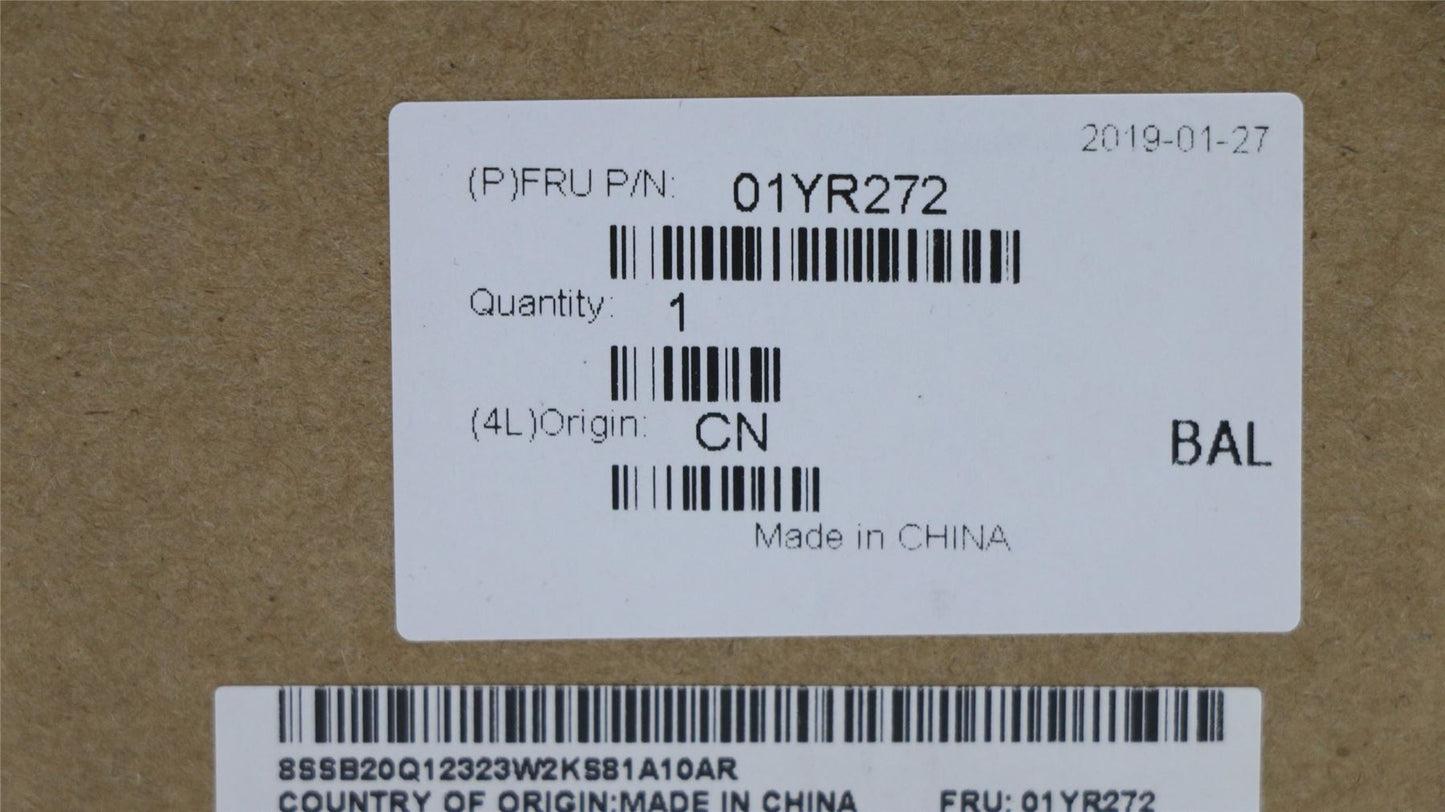 2019-01-27
(P)FRU P/N: 01YR272
Quantity: 1
(4L)Origin: CN
BAL
Made in CHINA
8SSB20Q12323W2KS81A10AR
COUNTRY OF ORIGIN:MADE IN CHINA FRU: 01YR272